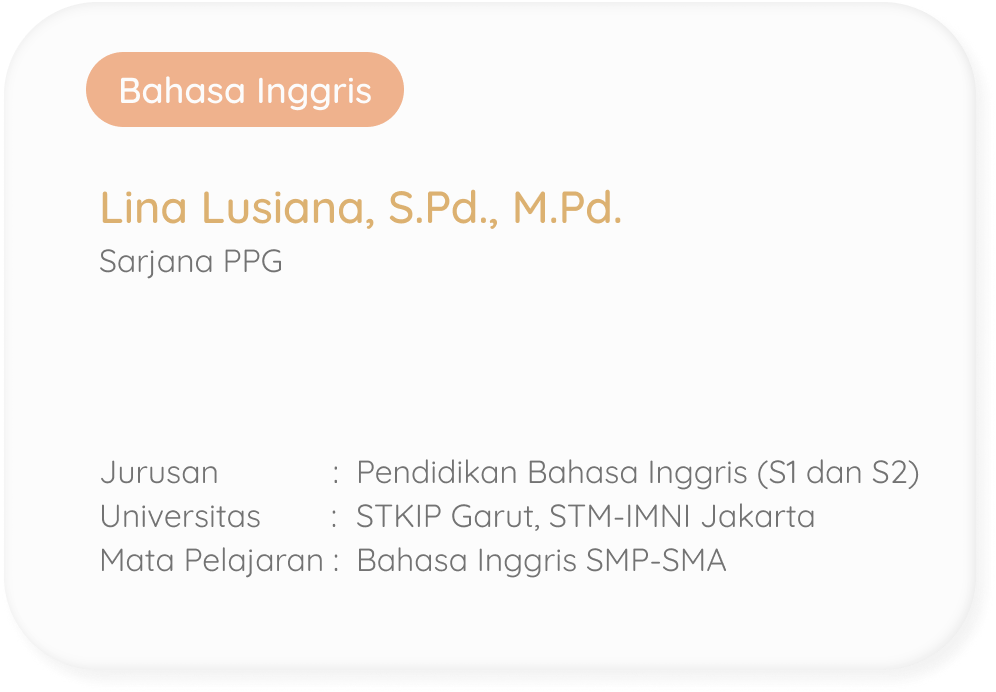 Bahasa Inggris
Lina Lusiana, S.Pd., M.Pd.
Sarjana PPG
Jurusan : Pendidikan Bahasa Inggris (S1 dan S2)
Universitas : STKIP Garut, STM-IMNI Jakarta
Mata Pelajaran : Bahasa Inggris SMP-SMA